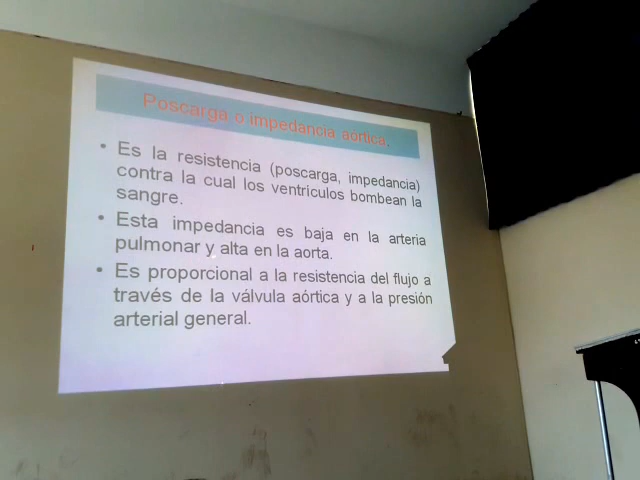 Poscarga o impedancia aórtica.
• Es la resistencia (poscarga, impedancia)
contra la cual los ventrículos bombean la
sangre.
• Esta impedancia es baja en la arteria
pulmonar y alta en la aorta.
• Es proporcional a la resistencia del flujo a
través de la válvula aórtica y a la presión
arterial general.